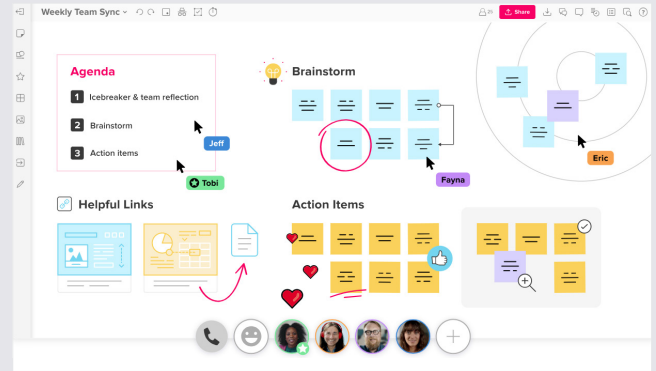 Weekly Team Sync
25
Share
Agenda
Brainstorm
1 Icebreaker & team reflection
2 Brainstorm
3 Action items
Jeff
Eric
Fayna
Tobi
Helpful Links
Action Items